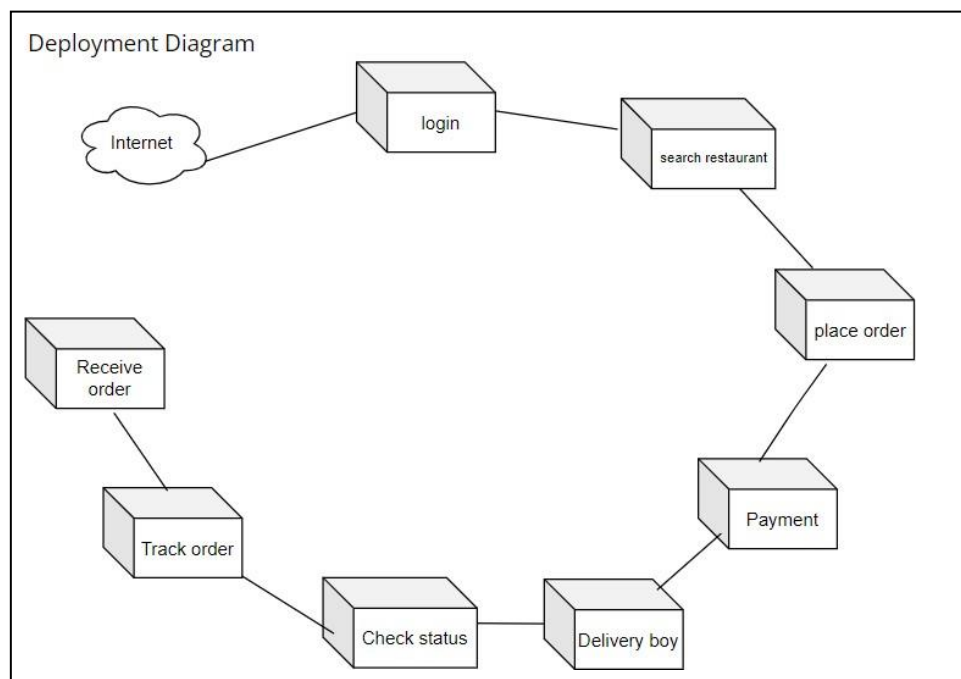 Deployment Diagram
Internet
login
search restaurant
place order
Payment
Delivery boy
Check status
Track order
Receive
order